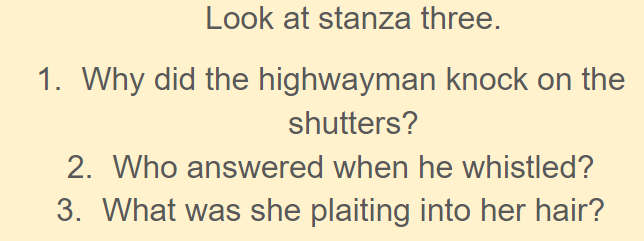 Look at stanza three.
1. Why did the highwayman knock on the
shutters?
2. Who answered when he whistled?
3. What was she plaiting into her hair?